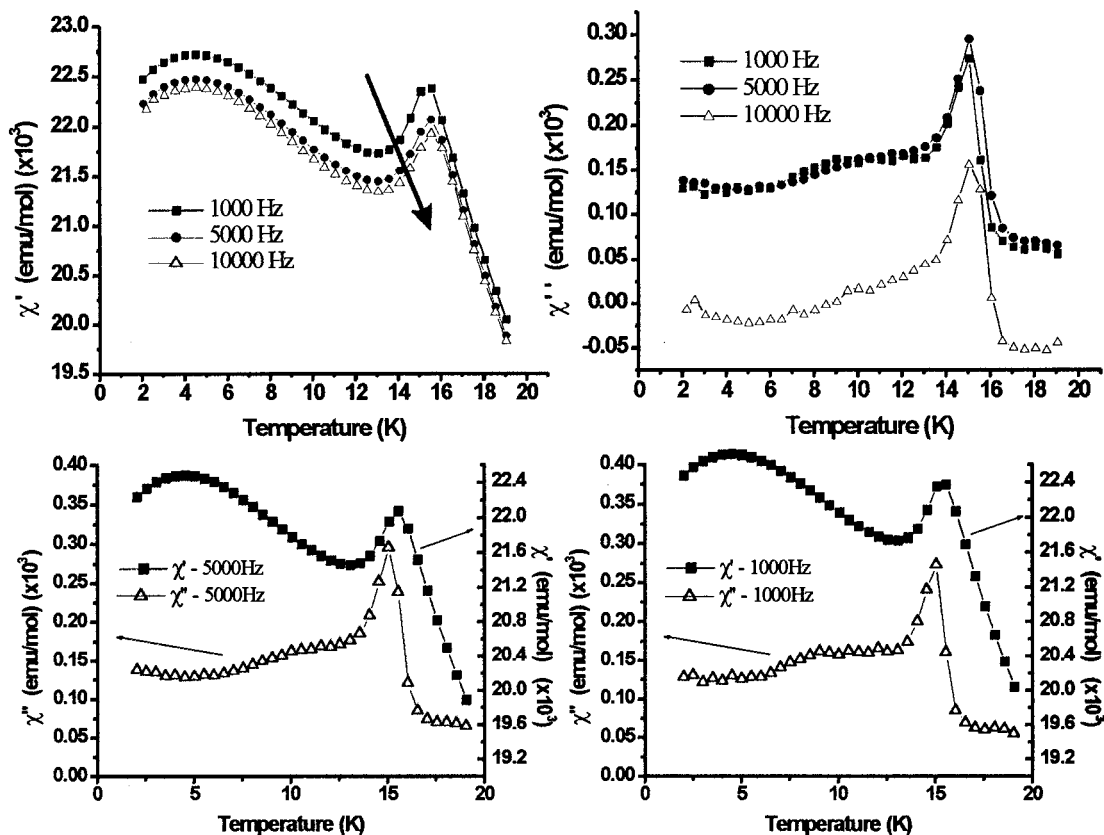 23.0
22.5
22.0
21.5
21.0
20.5
20.0
19.5
χ' (emu/mol) (x10³)
1000 Hz
5000 Hz
10000 Hz
0 2 4 6 8 10 12 14 16 18 20
Temperature (K)
0.30
0.25
0.20
0.15
0.10
0.05
0.00
-0.05
χ'' (emu/mol) (x10³)
1000 Hz
5000 Hz
10000 Hz
0 2 4 6 8 10 12 14 16 18 20
Temperature (K)
0.40
0.35
0.30
0.25
0.20
0.15
0.10
0.05
0.00
χ'' (emu/mol) (x10³)
χ' - 5000Hz
χ'' - 5000Hz
22.4
22.0
21.6
21.2
20.8
20.4
20.0
19.6
19.2
χ' (emu/mol) (x10³)
0 5 10 15 20
Temperature (K)
0.40
0.35
0.30
0.25
0.20
0.15
0.10
0.05
0.00
χ'' (emu/mol) (x10³)
χ' - 1000Hz
χ'' - 1000Hz
22.4
22.0
21.6
21.2
20.8
20.4
20.0
19.6
19.2
χ' (emu/mol) (x10³)
0 5 10 15 20
Temperature (K)